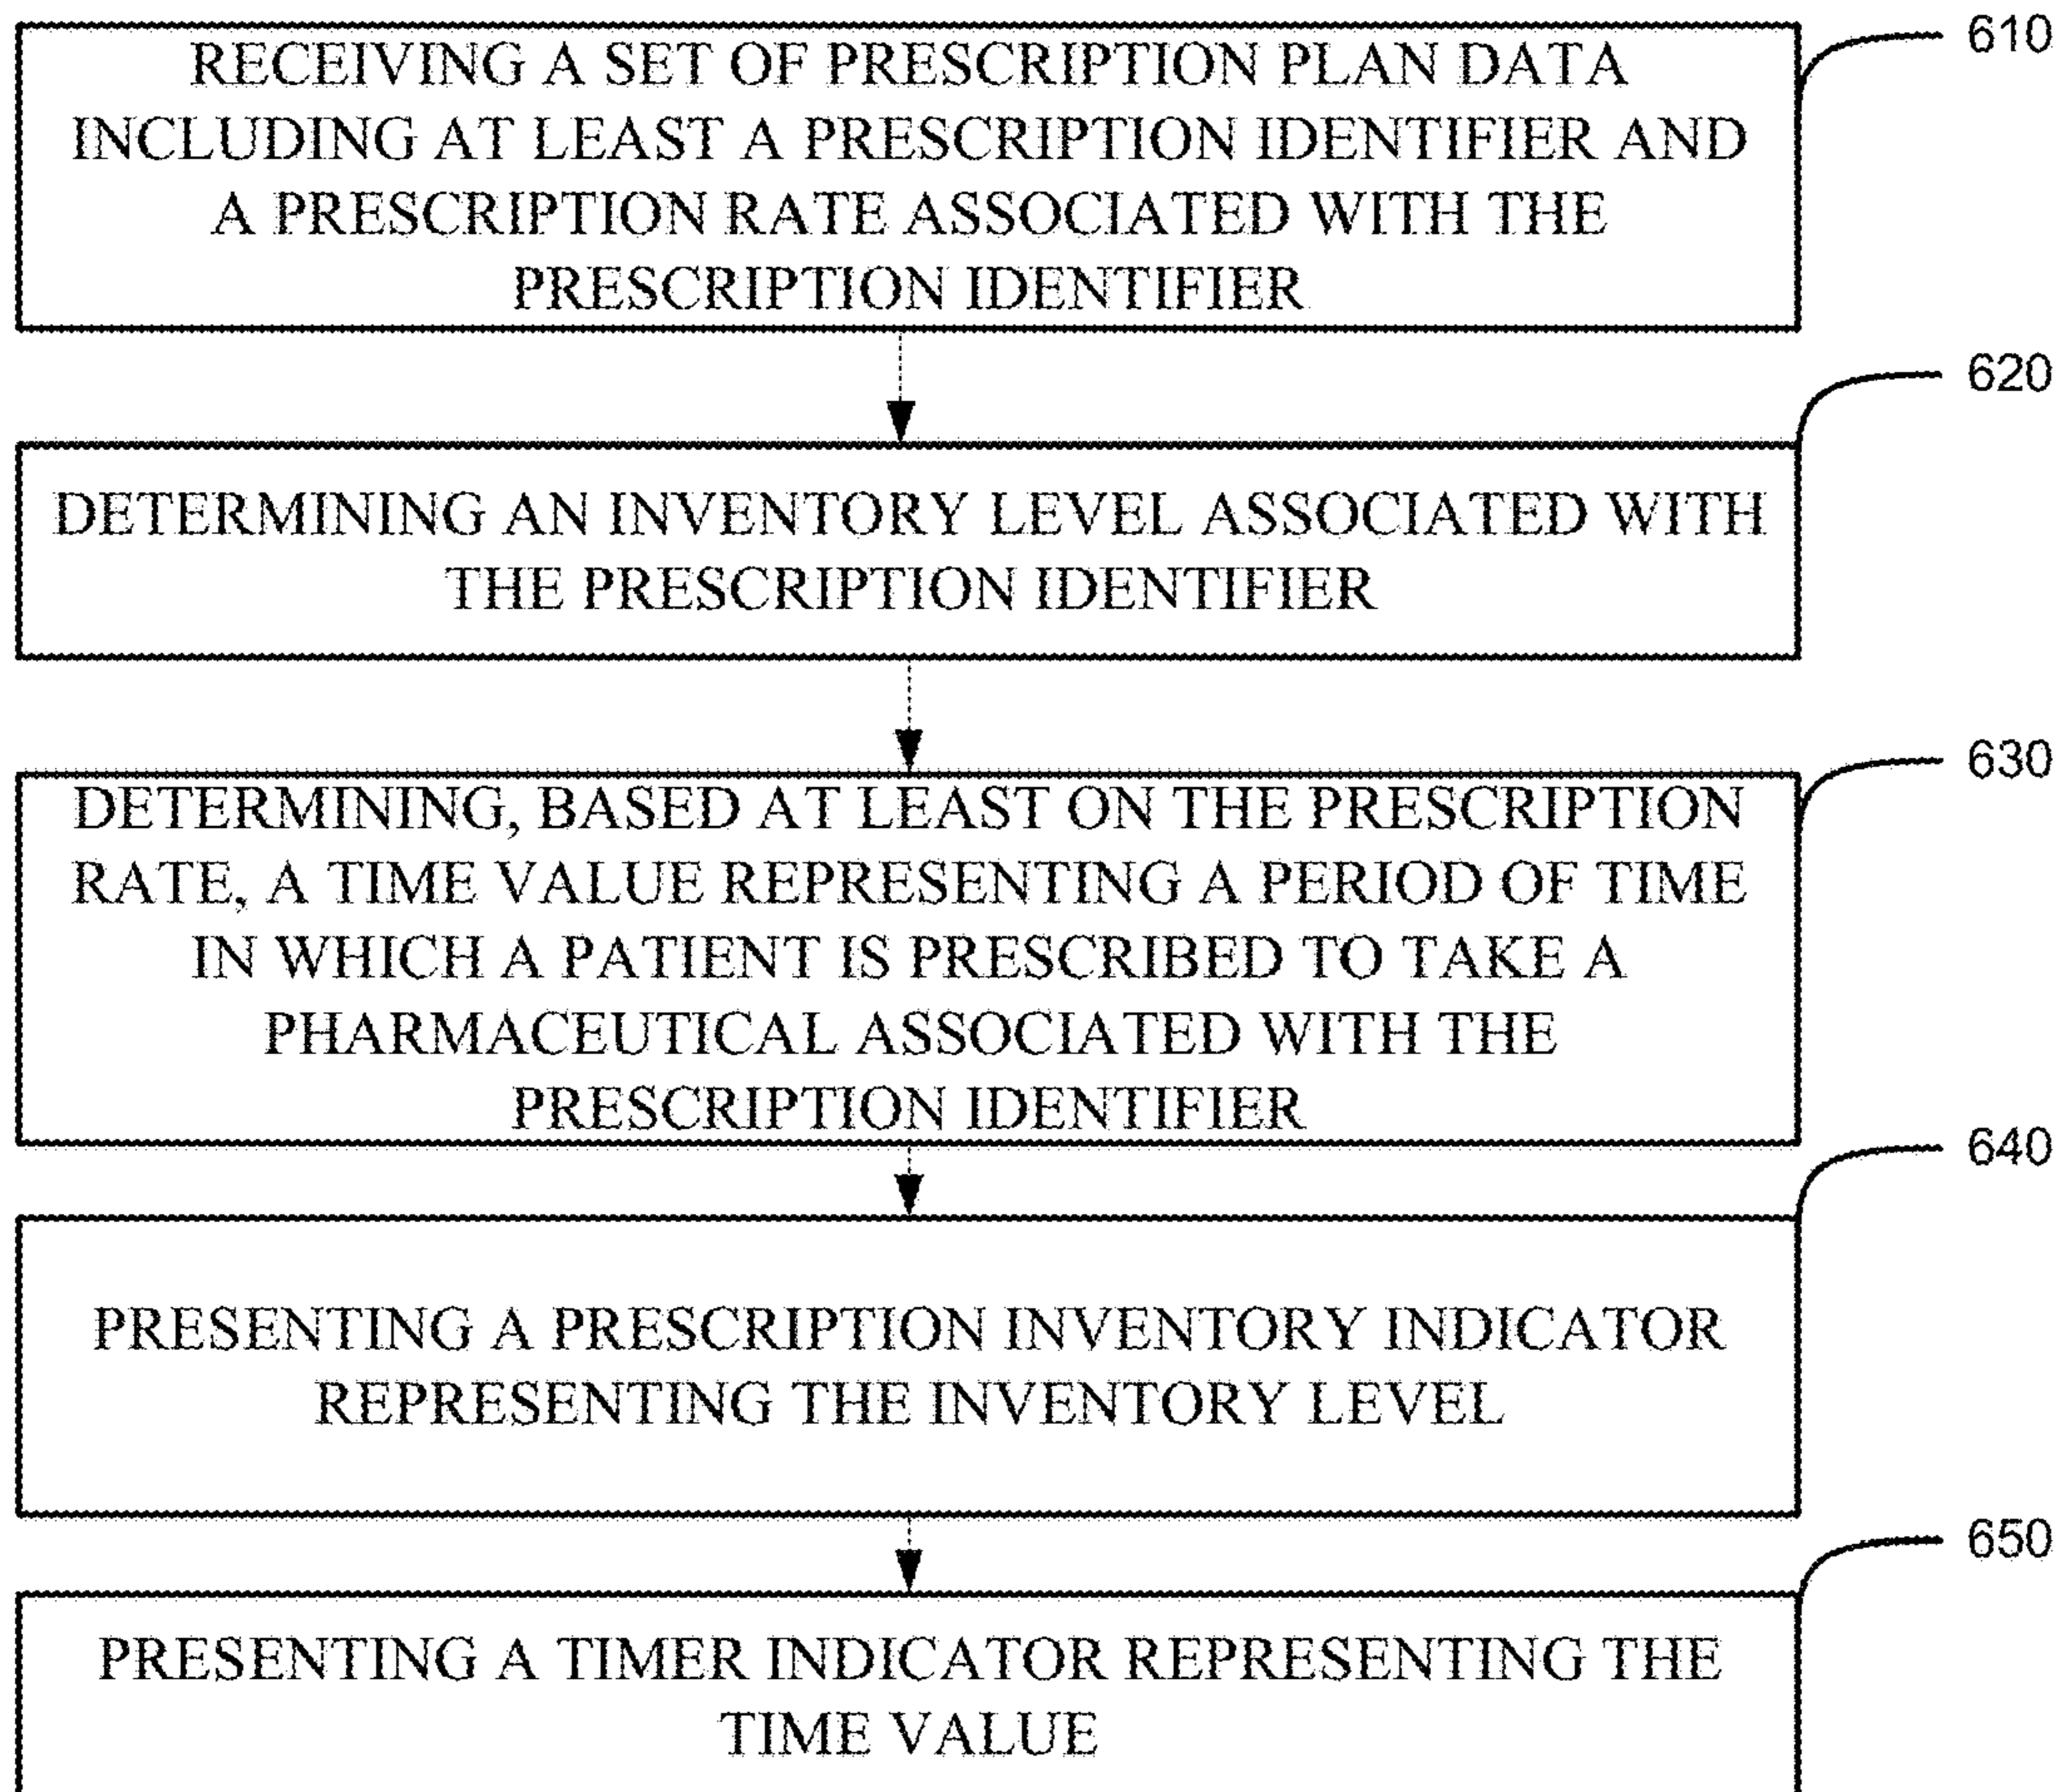 610
RECEIVING A SET OF PRESCRIPTION PLAN DATA
INCLUDING AT LEAST A PRESCRIPTION IDENTIFIER AND
A PRESCRIPTION RATE ASSOCIATED WITH THE
PRESCRIPTION IDENTIFIER
620
DETERMINING AN INVENTORY LEVEL ASSOCIATED WITH
THE PRESCRIPTION IDENTIFIER
630
DETERMINING, BASED AT LEAST ON THE PRESCRIPTION
RATE, A TIME VALUE REPRESENTING A PERIOD OF TIME
IN WHICH A PATIENT IS PRESCRIBED TO TAKE A
PHARMACEUTICAL ASSOCIATED WITH THE
PRESCRIPTION IDENTIFIER
640
PRESENTING A PRESCRIPTION INVENTORY INDICATOR
REPRESENTING THE INVENTORY LEVEL
650
PRESENTING A TIMER INDICATOR REPRESENTING THE
TIME VALUE